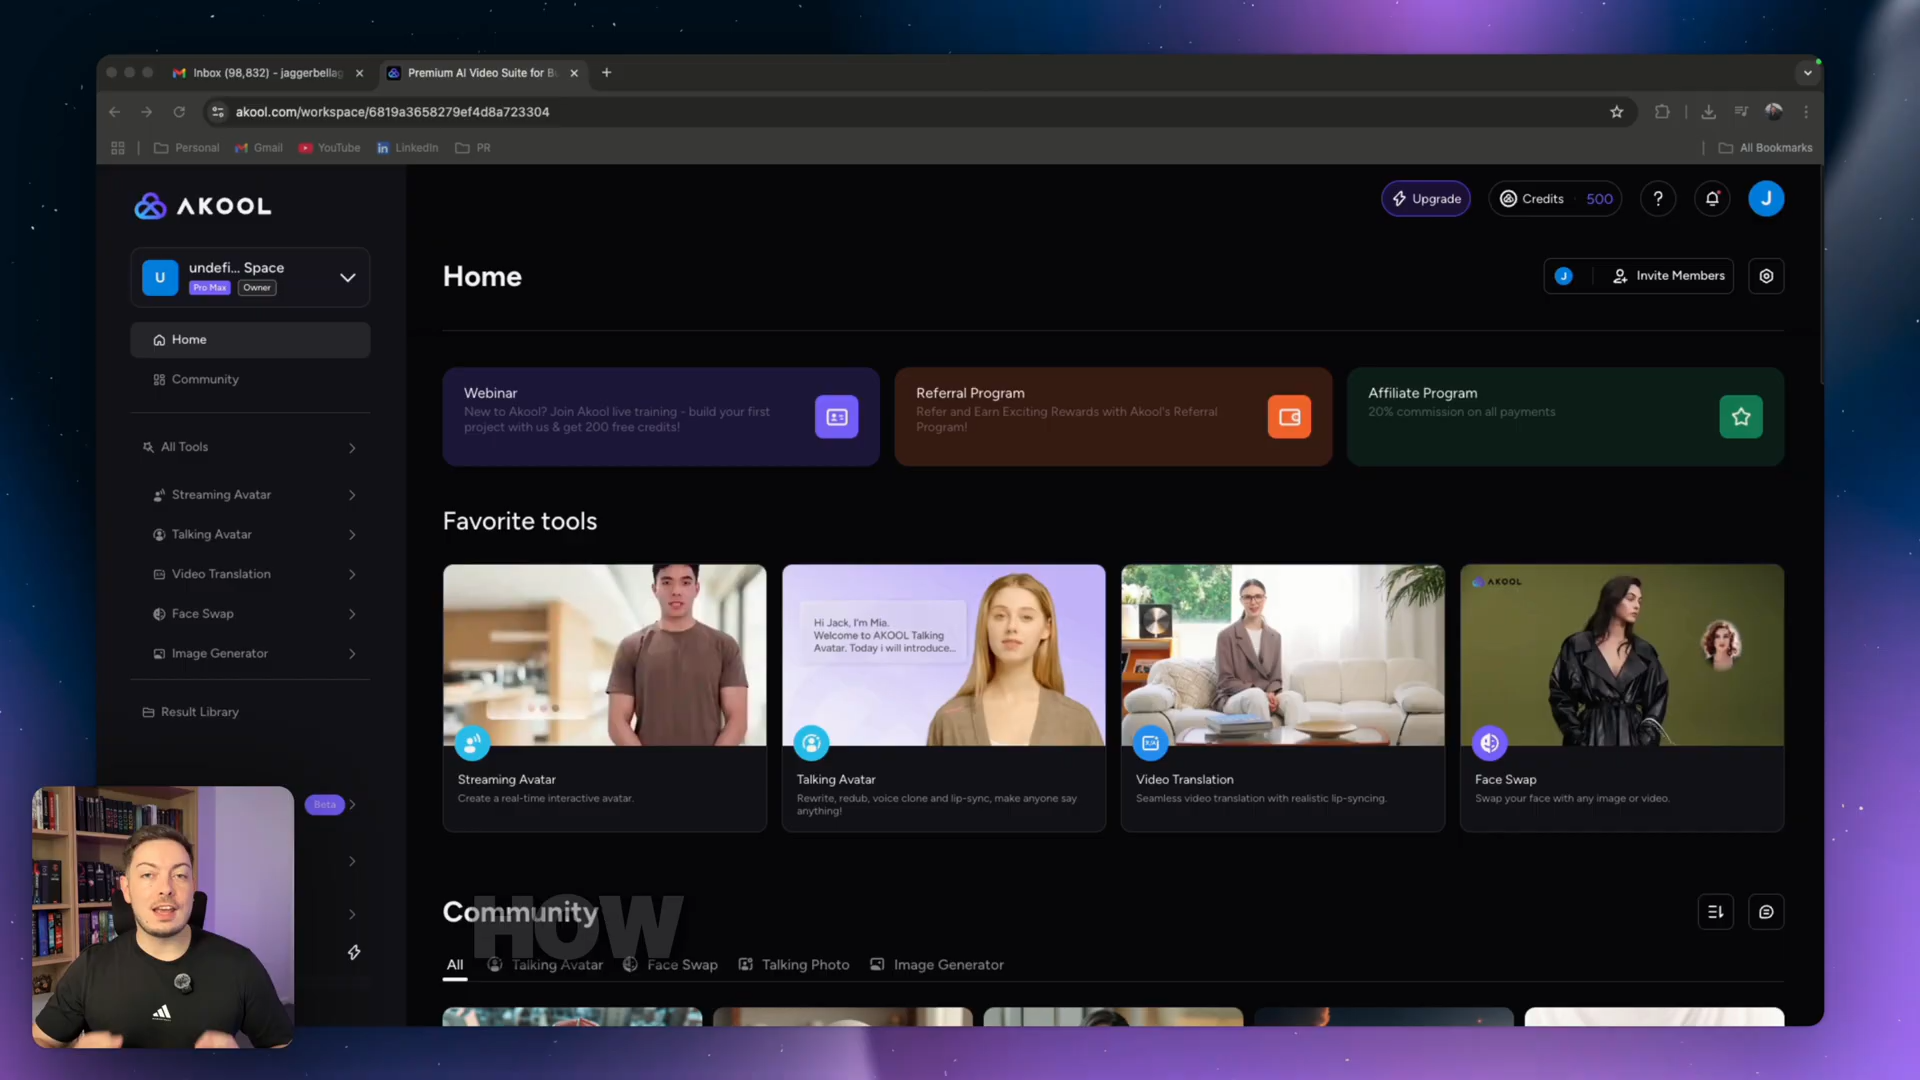 Inbox (98,832) - jaggerbellag
Premium AI Video Suite for B
akool.com/workspace/6819a3658279ef4d8a723304
Personal
Gmail
YouTube
LinkedIn
PR
All Bookmarks
AKOOL
Upgrade
Credits
500
?
J
U
undefi... Space
Pro Max
Owner
Home
J
Invite Members
Home
Community
Webinar
New to Akool? Join Akool live training - build your first
project with us & get 200 free credits!
Referral Program
Refer and Earn Exciting Rewards with Akool's Referral
Program!
Affiliate Program
20% commission on all payments
All Tools
Streaming Avatar
Talking Avatar
Video Translation
Face Swap
Image Generator
Result Library
Beta
Favorite tools
Hi Jack, I'm Mia.
Welcome to AKOOL Talking
Avatar. Today i will introduce...
AKOOL
Streaming Avatar
Create a real-time interactive avatar.
Talking Avatar
Rewrite, redub, voice clone and lip-sync, make anyone say
anything!
Video Translation
Seamless video translation with realistic lip-syncing.
Face Swap
Swap your face with any image or video.
Community
HOW
All
Talking Avatar
Face Swap
Talking Photo
Image Generator